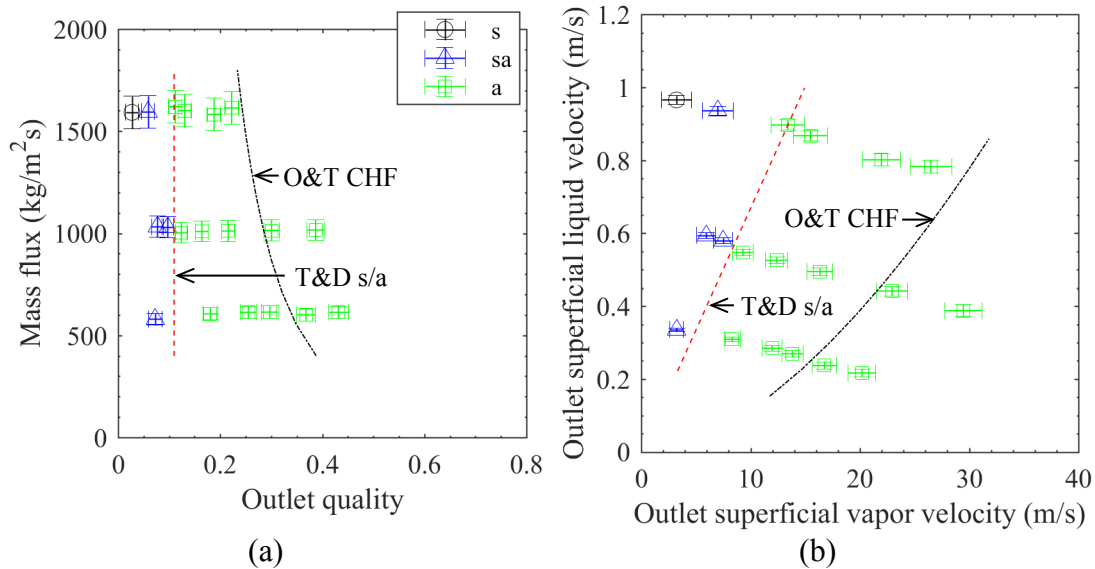 2000
1500
1000
500
0
Mass flux (kg/m²s)
s
sa
a
O&T CHF
T&D s/a
0
0.2
0.4
0.6
0.8
Outlet quality
(a)
1.2
1
0.8
0.6
0.4
0.2
0
Outlet superficial liquid velocity (m/s)
O&T CHF
T&D s/a
0
10
20
30
40
Outlet superficial vapor velocity (m/s)
(b)